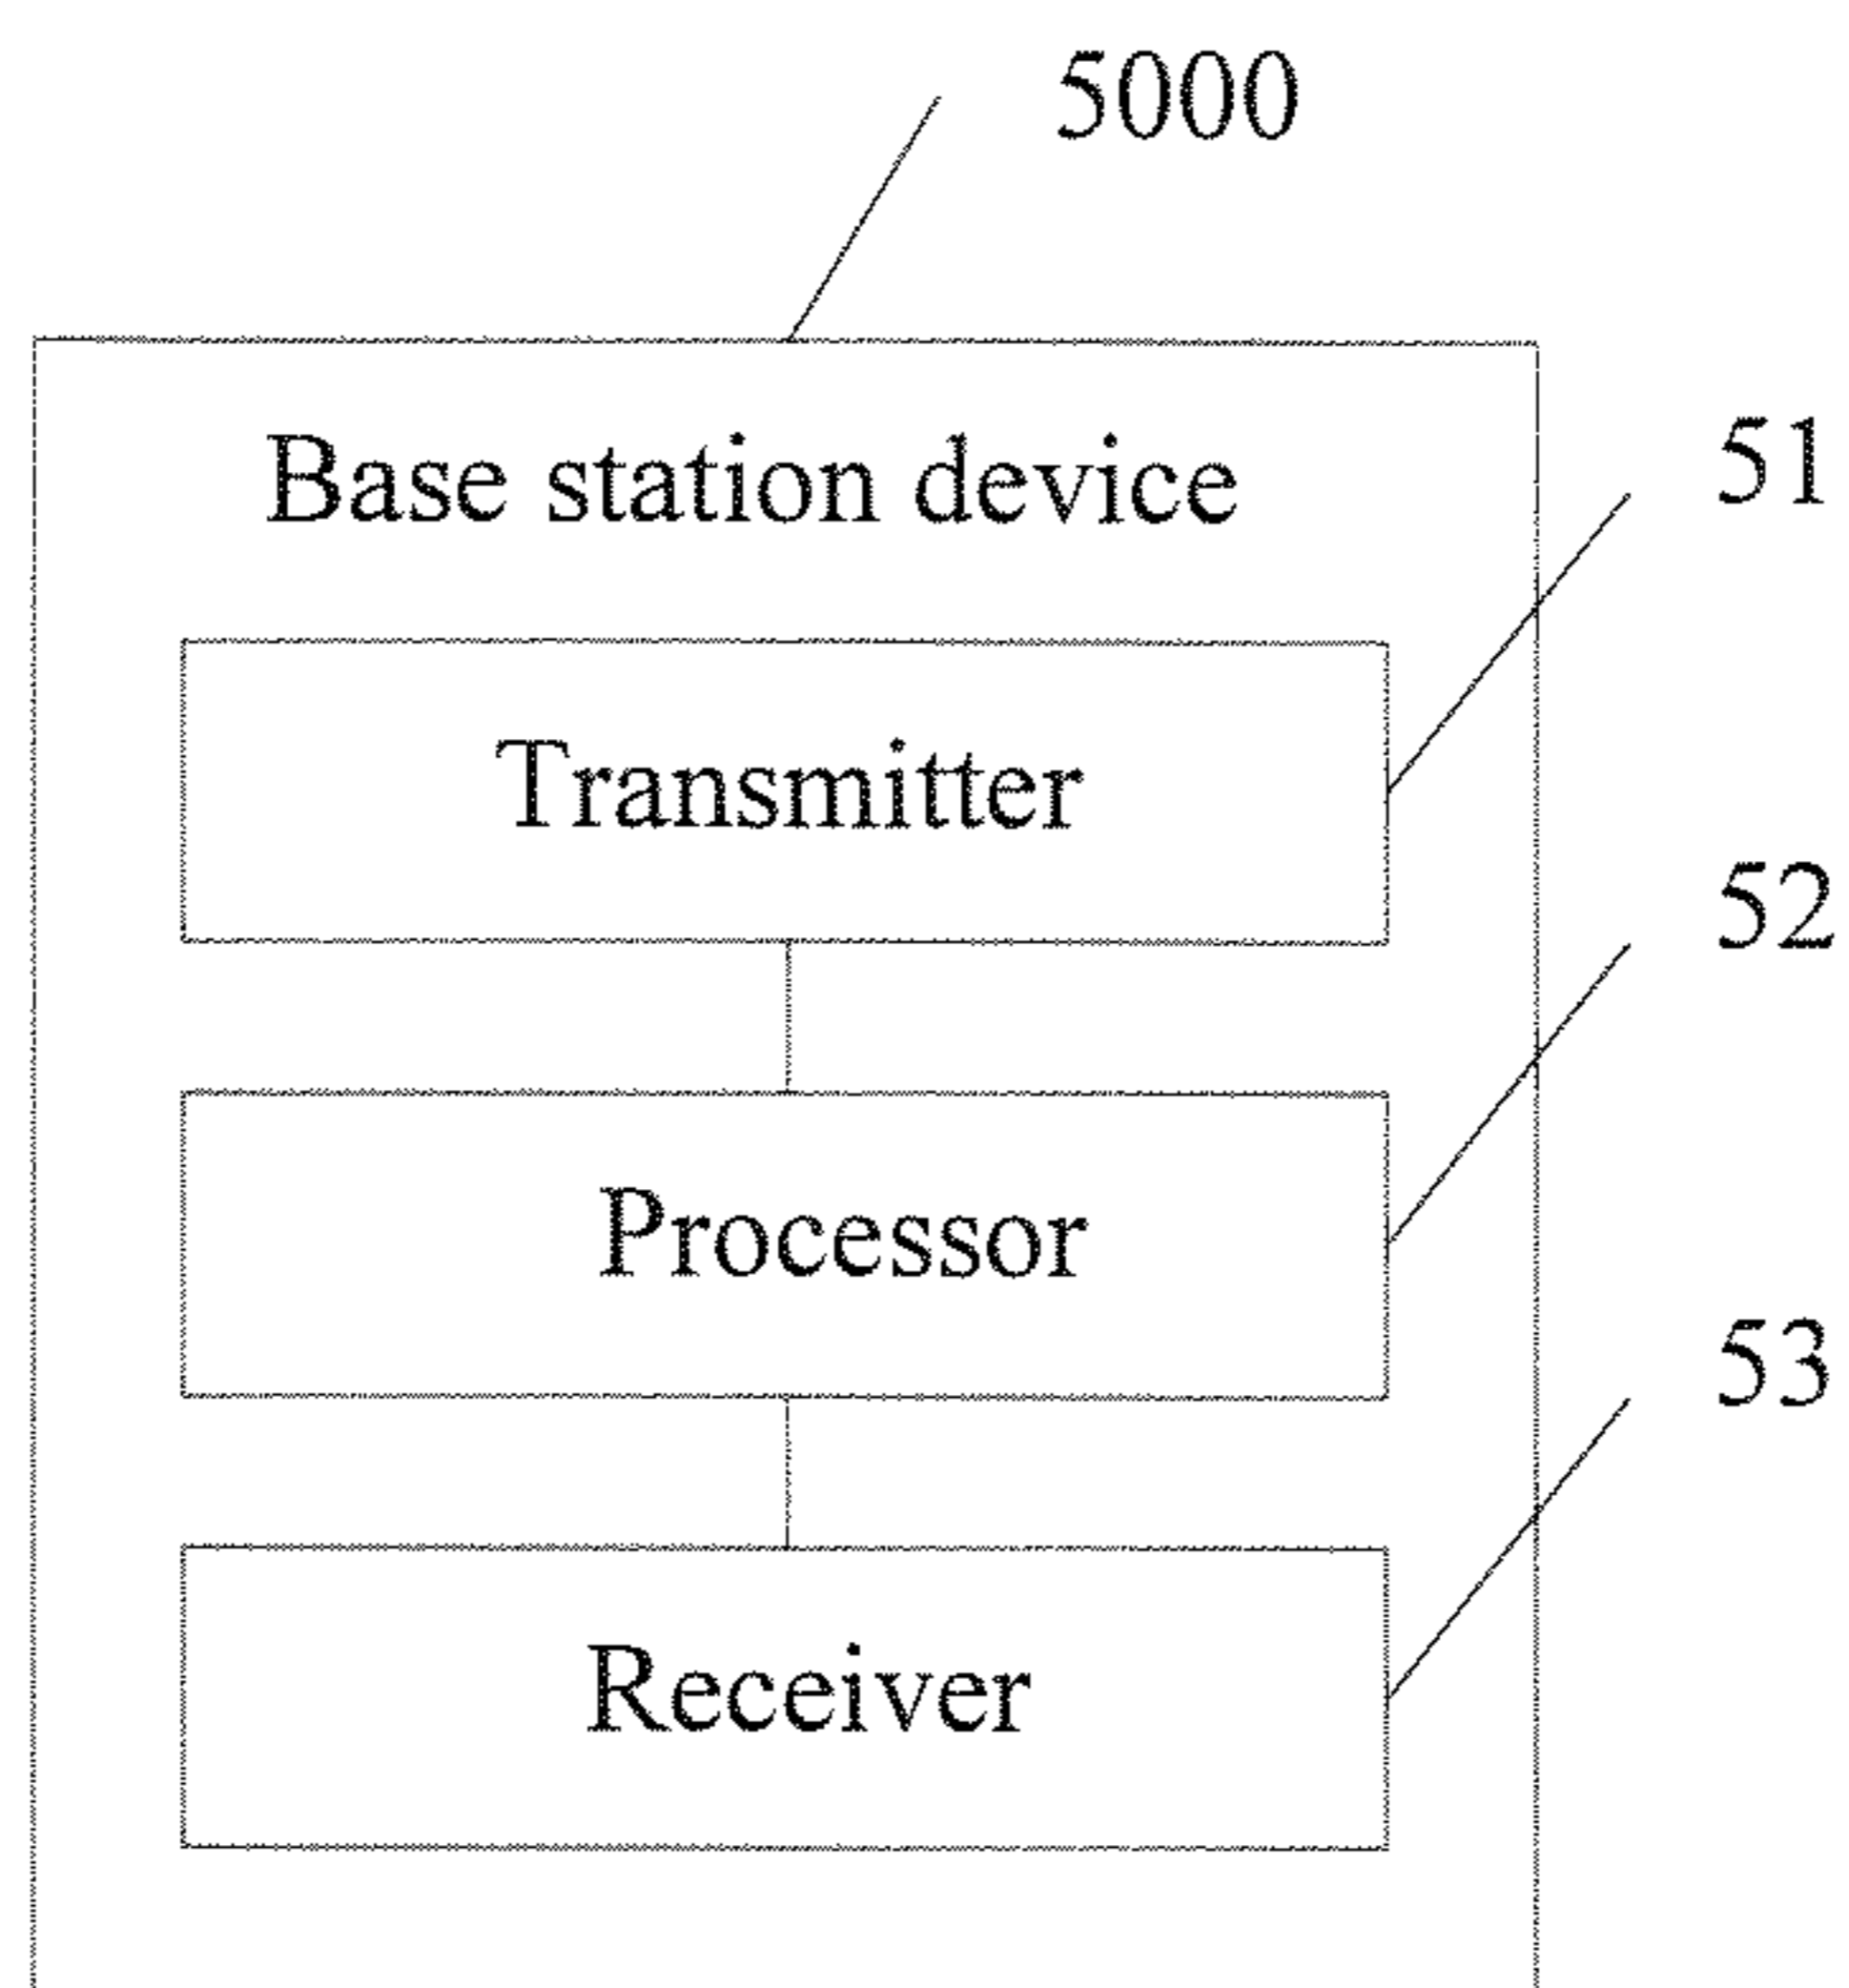 5000
Base station device
51
Transmitter
52
Processor
53
Receiver